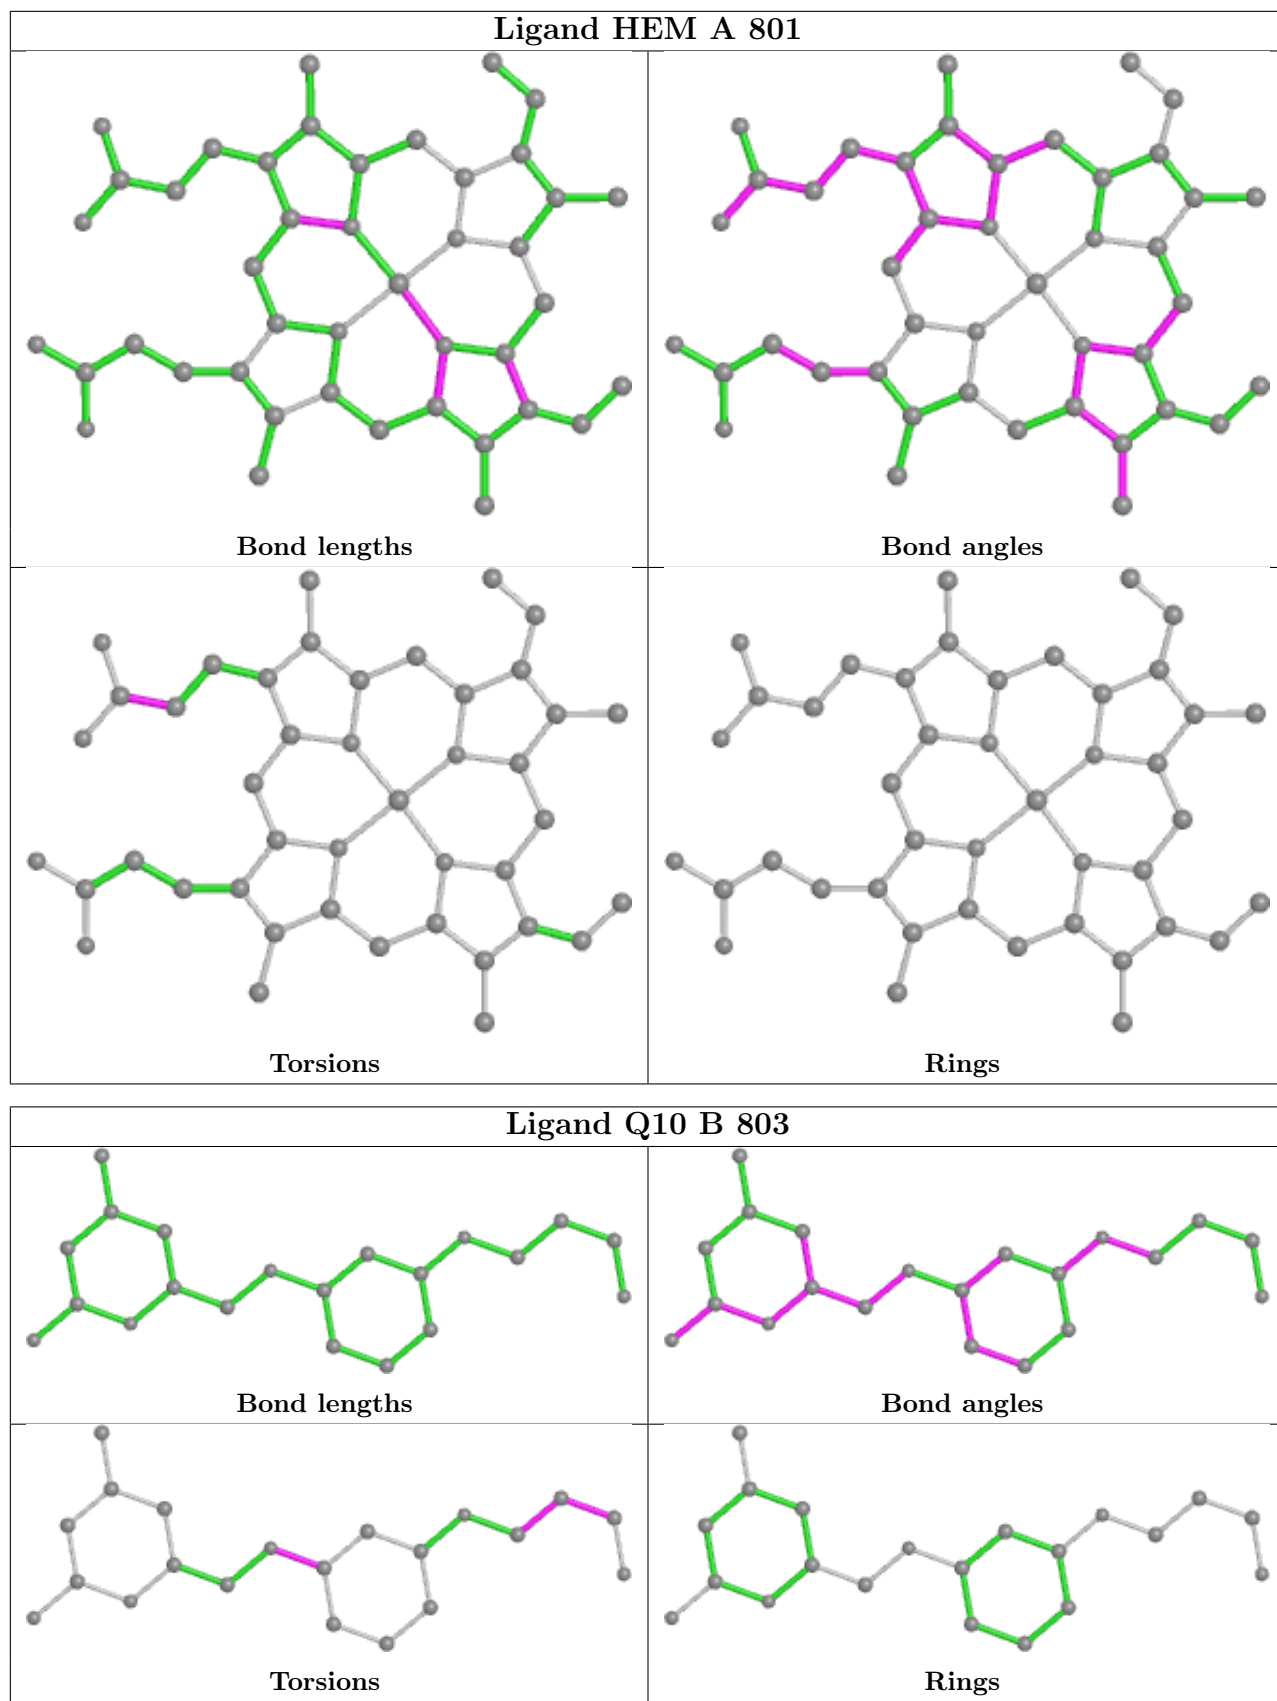 Ligand HEM A 801
Bond lengths
Bond angles
Torsions
Rings
Ligand Q10 B 803
Bond lengths
Bond angles
Torsions
Rings